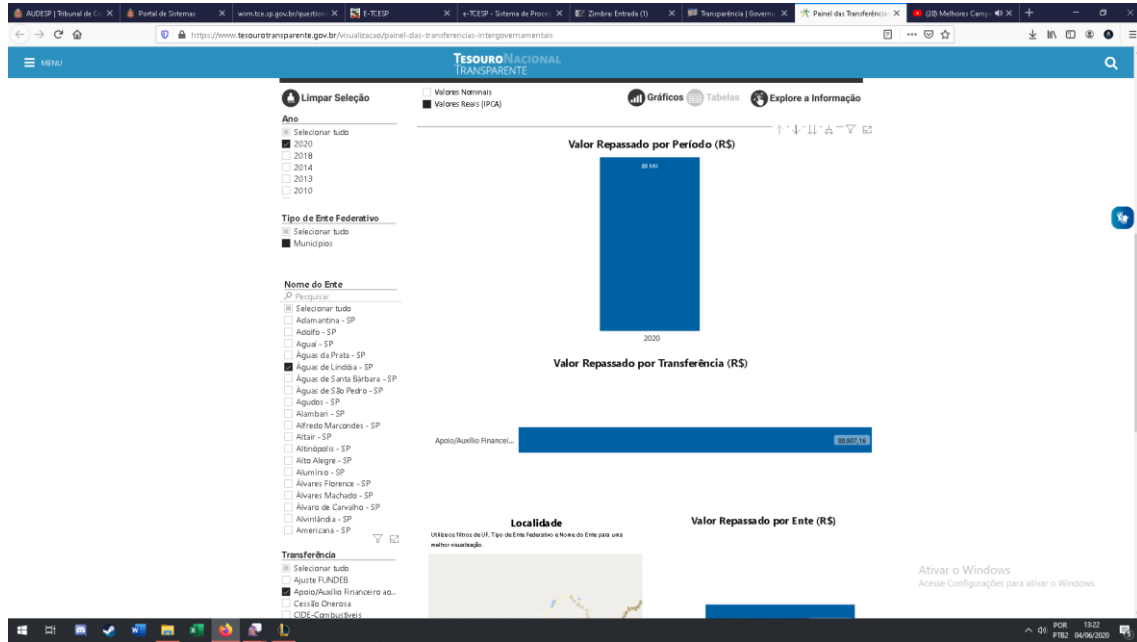 AUDESP | Tribunal de C
Portal de Sistemas
wsm.tce.sp.gov.br/question
E-TCESP
e-TCESP - Sistema de Proce
Zimbra: Entrada (1)
Transparência | Govern
Painel das Transferência
(20) Melhores Camp
https://www.tesourotransparente.gov.br/visualizacao/painel-das-transferencias-intergovernamentais
MENU
TESOURO NACIONAL
TRANSPARENTE
Limpar Seleção
Valores Nominais
Valores Reais (IPCA)
Gráficos
Tabelas
Explore a Informação
Ano
Selecionar tudo
2020
2018
2014
2013
2010
Valor Repassado por Período (R$)
2020
Tipo de Ente Federativo
Selecionar tudo
Municípios
Nome do Ente
Pesquisar
Selecionar tudo
Adamantina - SP
Adolfo - SP
Aguaí - SP
Águas da Prata - SP
Águas de Lindóia - SP
Águas de Santa Bárbara - SP
Águas de São Pedro - SP
Agudos - SP
Alambari - SP
Alfredo Marcondes - SP
Altair - SP
Altinópolis - SP
Alto Alegre - SP
Alumínio - SP
Álvares Florence - SP
Álvares Machado - SP
Álvaro de Carvalho - SP
Alvinlândia - SP
Americana - SP
Valor Repassado por Transferência (R$)
Apoio/Auxílio Financei...
88.907,16
Transferência
Selecionar tudo
Ajuste FUNDEB
Apoio/Auxílio Financeiro ao...
Cessão Onerosa
CIDE-Combustíveis
Localidade
Utilize os filtros de UF, Tipo de Ente Federativo e Nome do Ente para uma
melhor visualização.
Valor Repassado por Ente (R$)
Ativar o Windows
Acesse Configurações para ativar o Windows.
POR
PTB2
13:22
04/06/2020